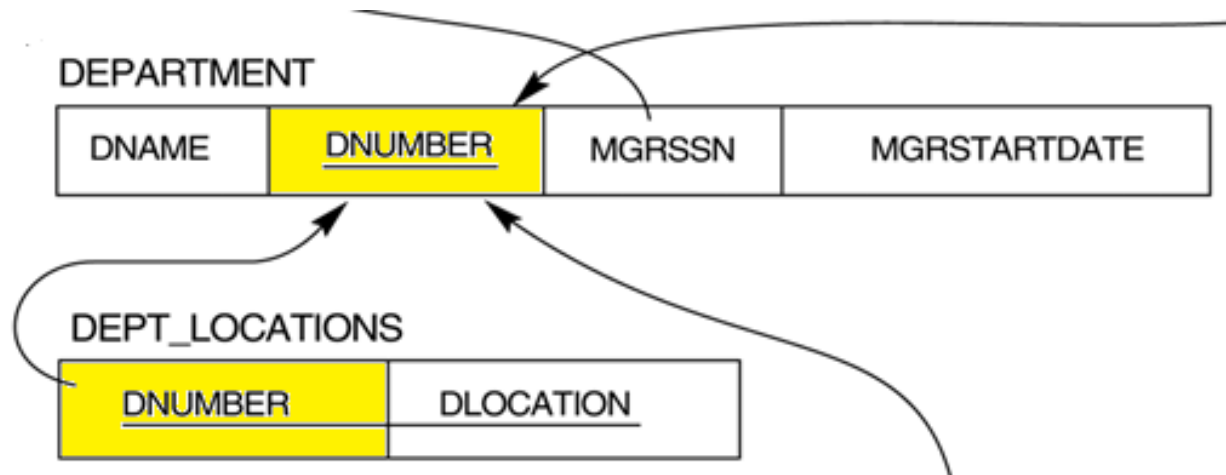 DEPARTMENT
DNAME DNUMBER MGRSSN MGRSTARTDATE
DEPT_LOCATIONS
DNUMBER DLOCATION